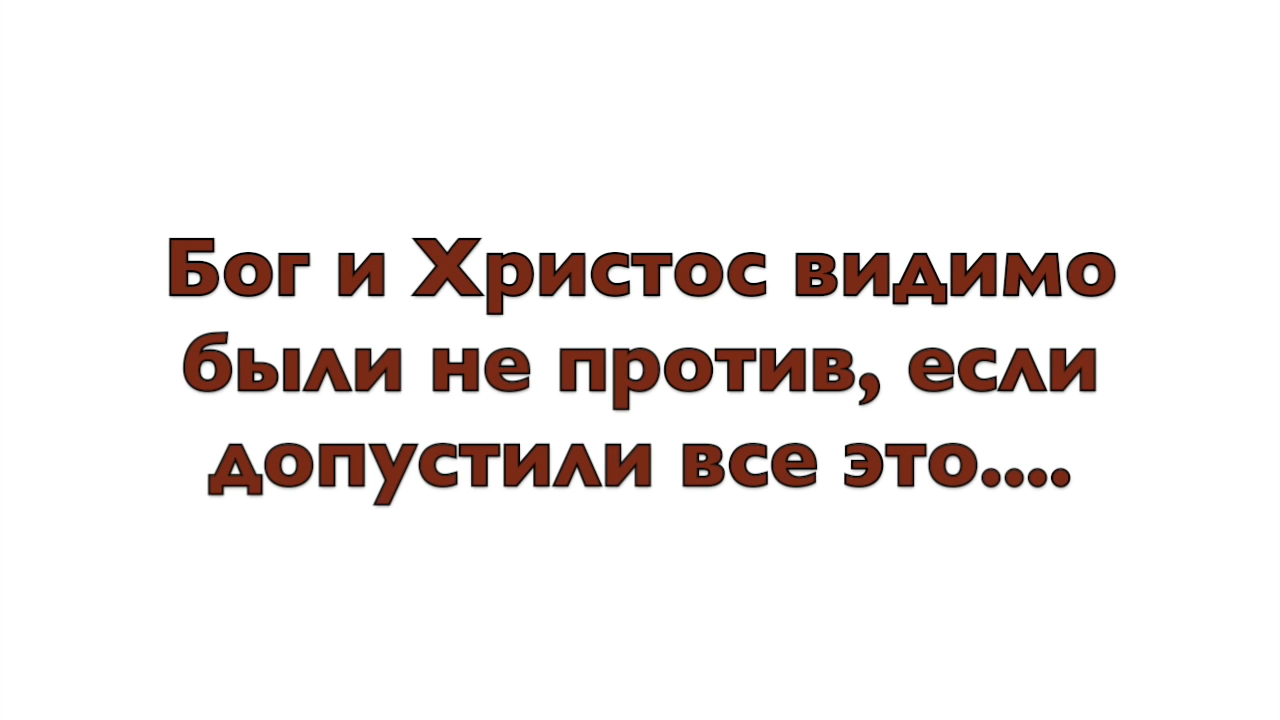 Бог и Христос видимо
были не против, если
допустили все это....